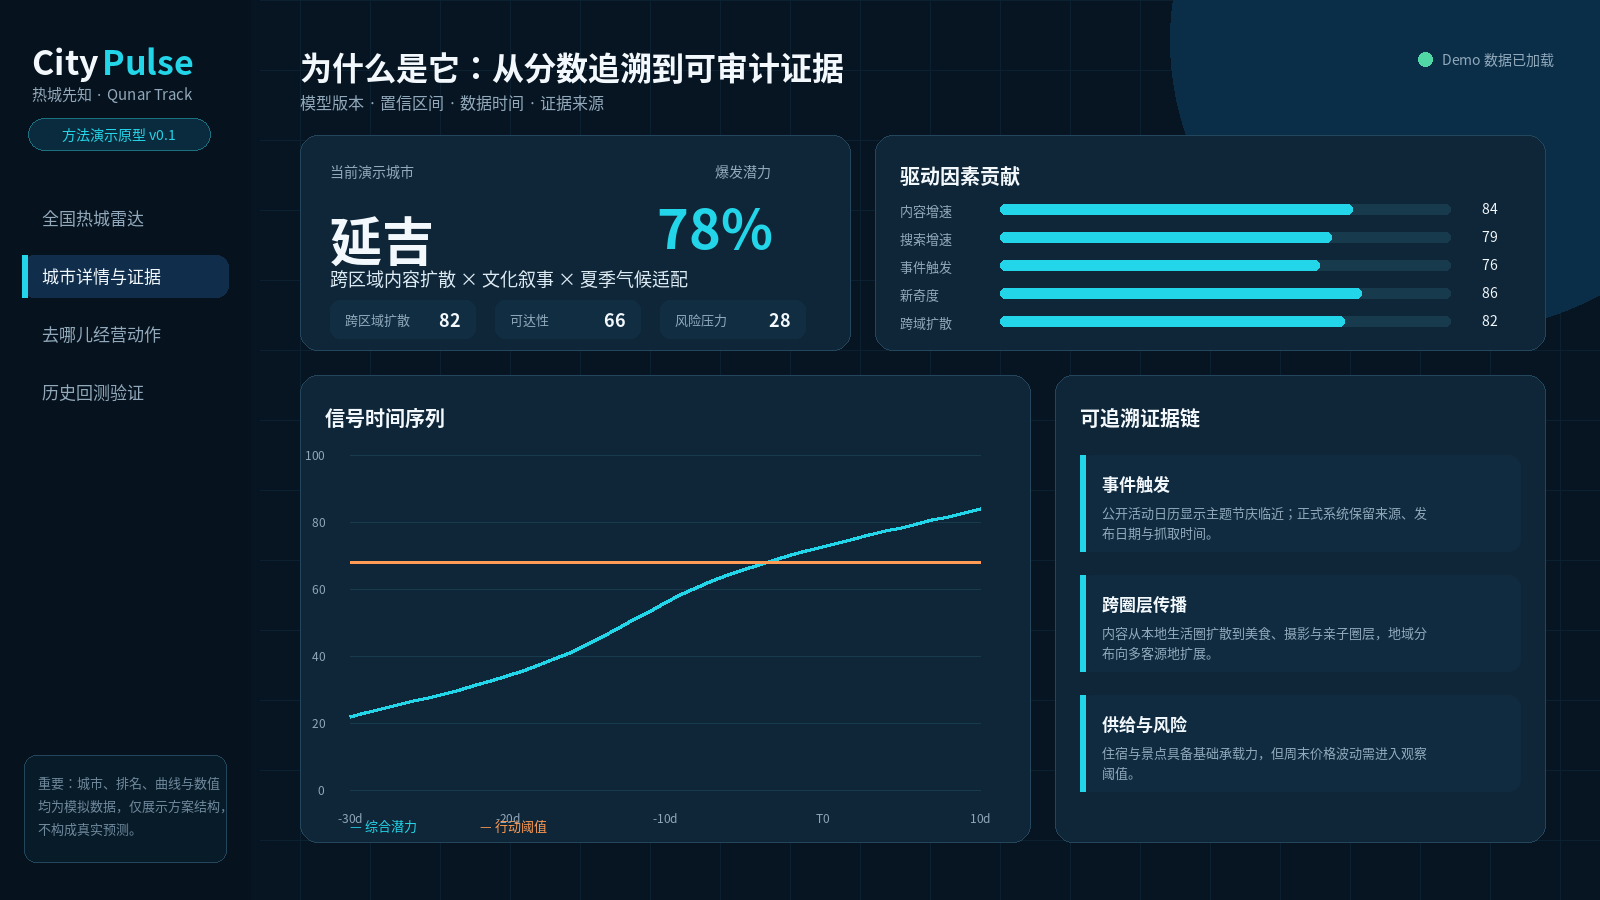 CityPulse
热城先知 · Qunar Track
方法演示原型 v0.1
全国热城雷达
城市详情与证据
去哪儿经营动作
历史回测验证
重要：城市、排名、曲线与数值
均为模拟数据，仅展示方案结构，
不构成真实预测。
为什么是它：从分数追溯到可审计证据
模型版本 · 置信区间 · 数据时间 · 证据来源
Demo 数据已加载
当前演示城市
爆发潜力
延吉
78%
跨区域内容扩散 × 文化叙事 × 夏季气候适配
跨区域扩散 82
可达性 66
风险压力 28
驱动因素贡献
内容增速 84
搜索增速 79
事件触发 76
新奇度 86
跨域扩散 82
信号时间序列
100
80
60
40
20
0
-30d -20d -10d T0 10d
— 综合潜力 — 行动阈值
可追溯证据链
事件触发
公开活动日历显示主题节庆临近；正式系统保留来源、发
布日期与抓取时间。
跨圈层传播
内容从本地生活圈扩散到美食、摄影与亲子圈层，地域分
布向多客源地扩展。
供给与风险
住宿与景点具备基础承载力，但周末价格波动需进入观察
阈值。